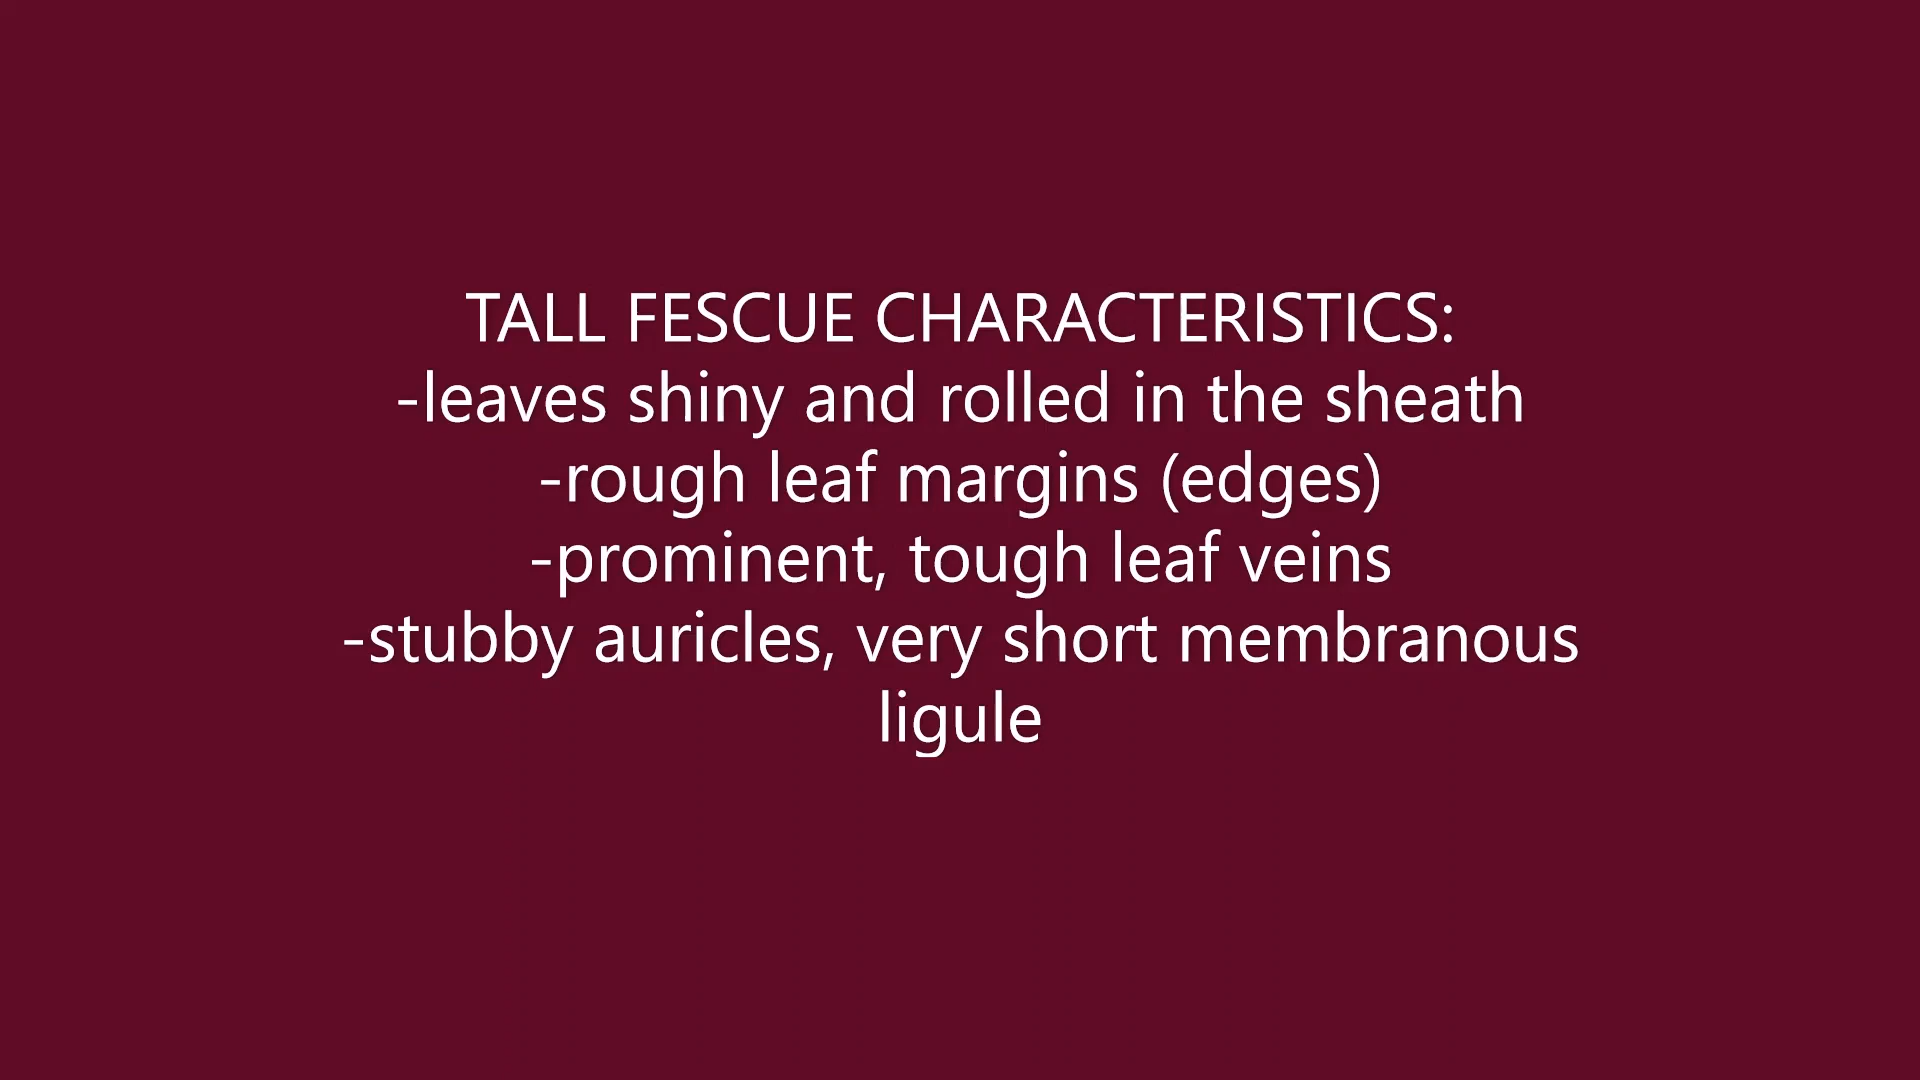 TALL FESCUE CHARACTERISTICS:
-leaves shiny and rolled in the sheath
-rough leaf margins (edges)
-prominent, tough leaf veins
-stubby auricles, very short membranous
ligule